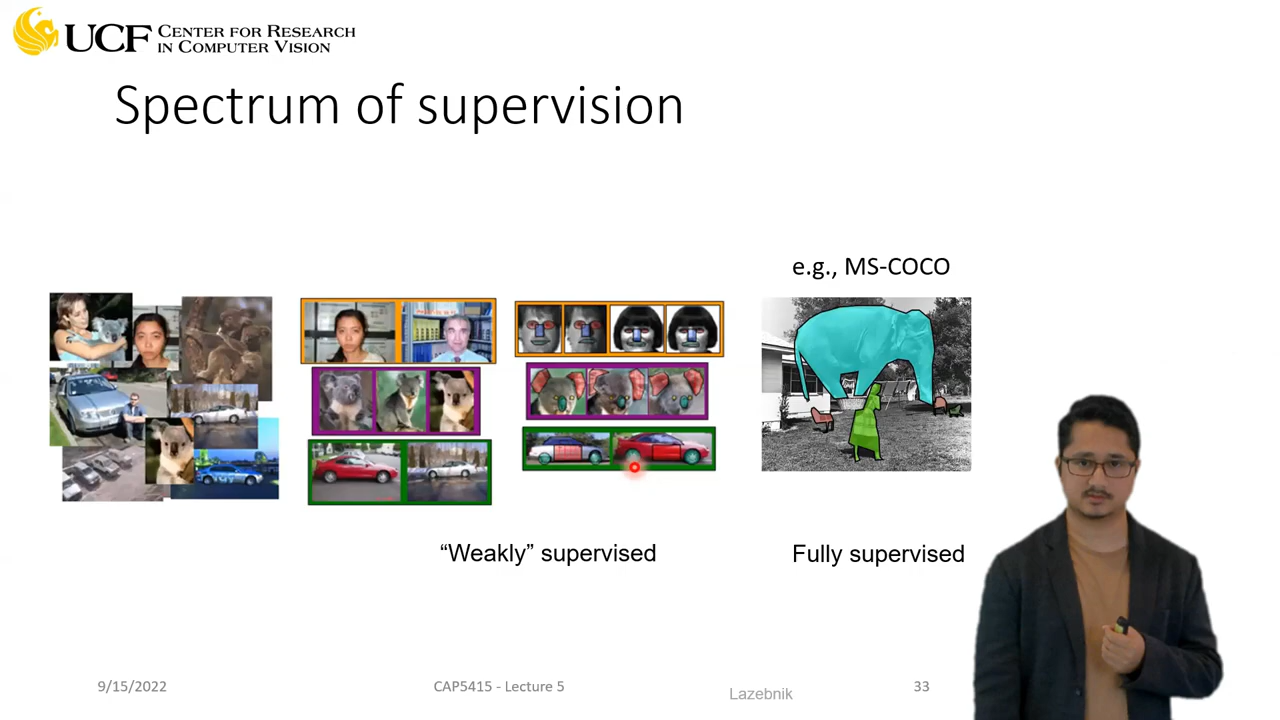 UCF CENTER FOR RESEARCH
IN COMPUTER VISION
Spectrum of supervision
e.g., MS-COCO
“Weakly” supervised
Fully supervised
9/15/2022
CAP5415 - Lecture 5
Lazebnik
33